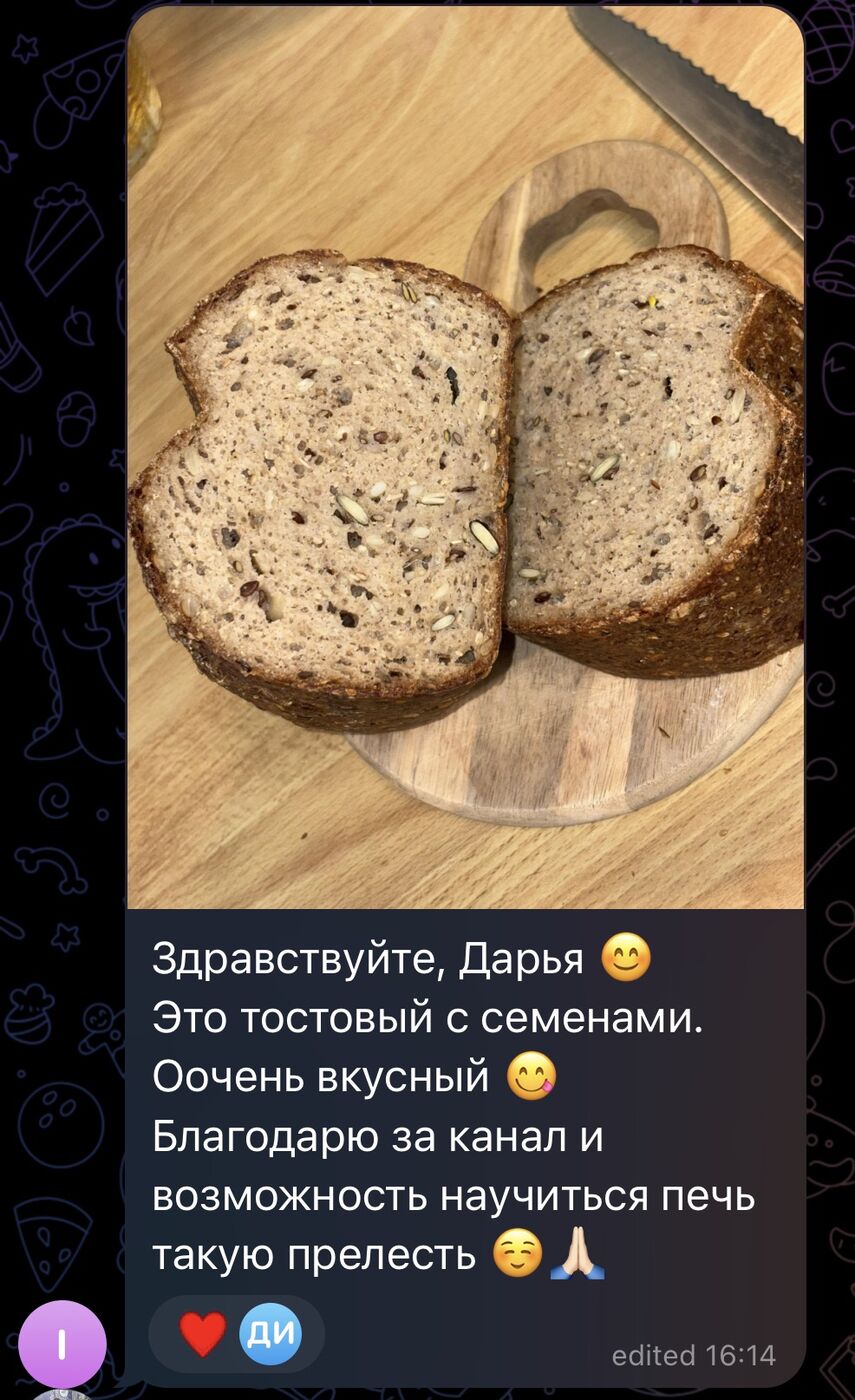 Здравствуйте, Дарья 😊
Это тостовый с семенами.
Оочень вкусный 😋
Благодарю за канал и
возможность научиться печь
такую прелесть ☺️🙏🏻
❤️ ДИ
edited 16:14
I